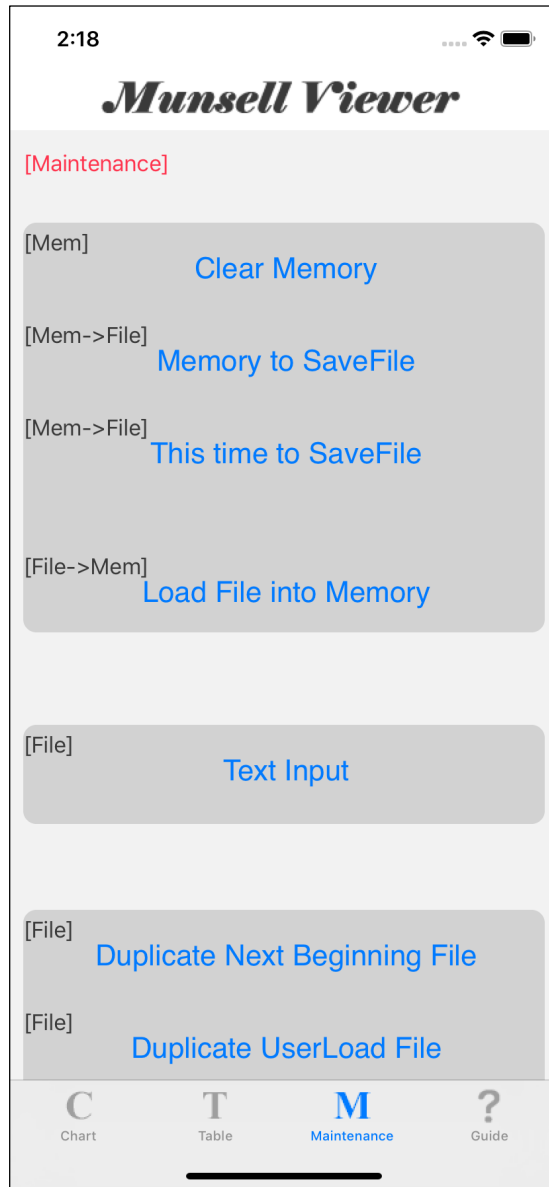 2:18
Munsell Viewer
[Maintenance]
[Mem]
Clear Memory
[Mem->File]
Memory to SaveFile
[Mem->File]
This time to SaveFile
[File->Mem]
Load File into Memory
[File]
Text Input
[File]
Duplicate Next Beginning File
[File]
Duplicate UserLoad File
C T M ?
Chart Table Maintenance Guide